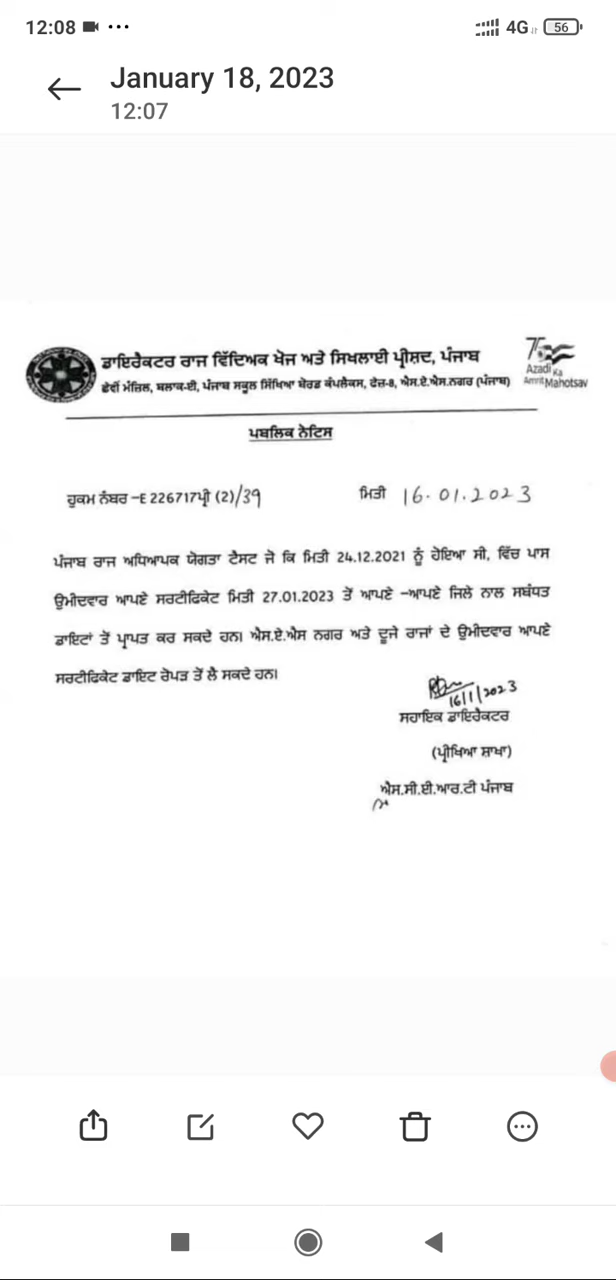 12:08 ...
4G 56
January 18, 2023
12:07
ਡਾਇਰੈਕਟਰ ਰਾਜ ਵਿੱਦਿਅਕ ਖੋਜ ਅਤੇ ਸਿਖਲਾਈ ਪ੍ਰੀਸ਼ਦ, ਪੰਜਾਬ
ਛੇਵੀਂ ਮੰਜ਼ਿਲ, ਬਲਾਕ-ਈ, ਪੰਜਾਬ ਸਕੂਲ ਸਿੱਖਿਆ ਬੋਰਡ ਕੰਪਲੈਕਸ, ਫੇਜ਼-8, ਐਸ.ਏ.ਐਸ.ਨਗਰ (ਪੰਜਾਬ)
75
Azadi Ka
Amrit Mahotsav
ਪਬਲਿਕ ਨੋਟਿਸ
ਹੁਕਮ ਨੰਬਰ -E 226717ਪ੍ਰੀ (2)/39
ਮਿਤੀ 16.01.2023
ਪੰਜਾਬ ਰਾਜ ਅਧਿਆਪਕ ਯੋਗਤਾ ਟੈਸਟ ਜੋ ਕਿ ਮਿਤੀ 24.12.2021 ਨੂੰ ਹੋਇਆ ਸੀ, ਵਿੱਚ ਪਾਸ
ਉਮੀਦਵਾਰ ਆਪਣੇ ਸਰਟੀਫਿਕੇਟ ਮਿਤੀ 27.01.2023 ਤੋਂ ਆਪਣੇ -ਆਪਣੇ ਜਿਲੇ ਨਾਲ ਸਬੰਧਤ
ਡਾਇਟਾਂ ਤੋਂ ਪ੍ਰਾਪਤ ਕਰ ਸਕਦੇ ਹਨ। ਐਸ.ਏ.ਐਸ ਨਗਰ ਅਤੇ ਦੂਜੇ ਰਾਜਾਂ ਦੇ ਉਮੀਦਵਾਰ ਆਪਣੇ
ਸਰਟੀਫਿਕੇਟ ਡਾਇਟ ਰੋਪੜ ਤੋਂ ਲੈ ਸਕਦੇ ਹਨ।
16/1/2023
ਸਹਾਇਕ ਡਾਇਰੈਕਟਰ
(ਪ੍ਰੀਖਿਆ ਸ਼ਾਖਾ)
ਐਸ.ਸੀ.ਈ.ਆਰ.ਟੀ ਪੰਜਾਬ